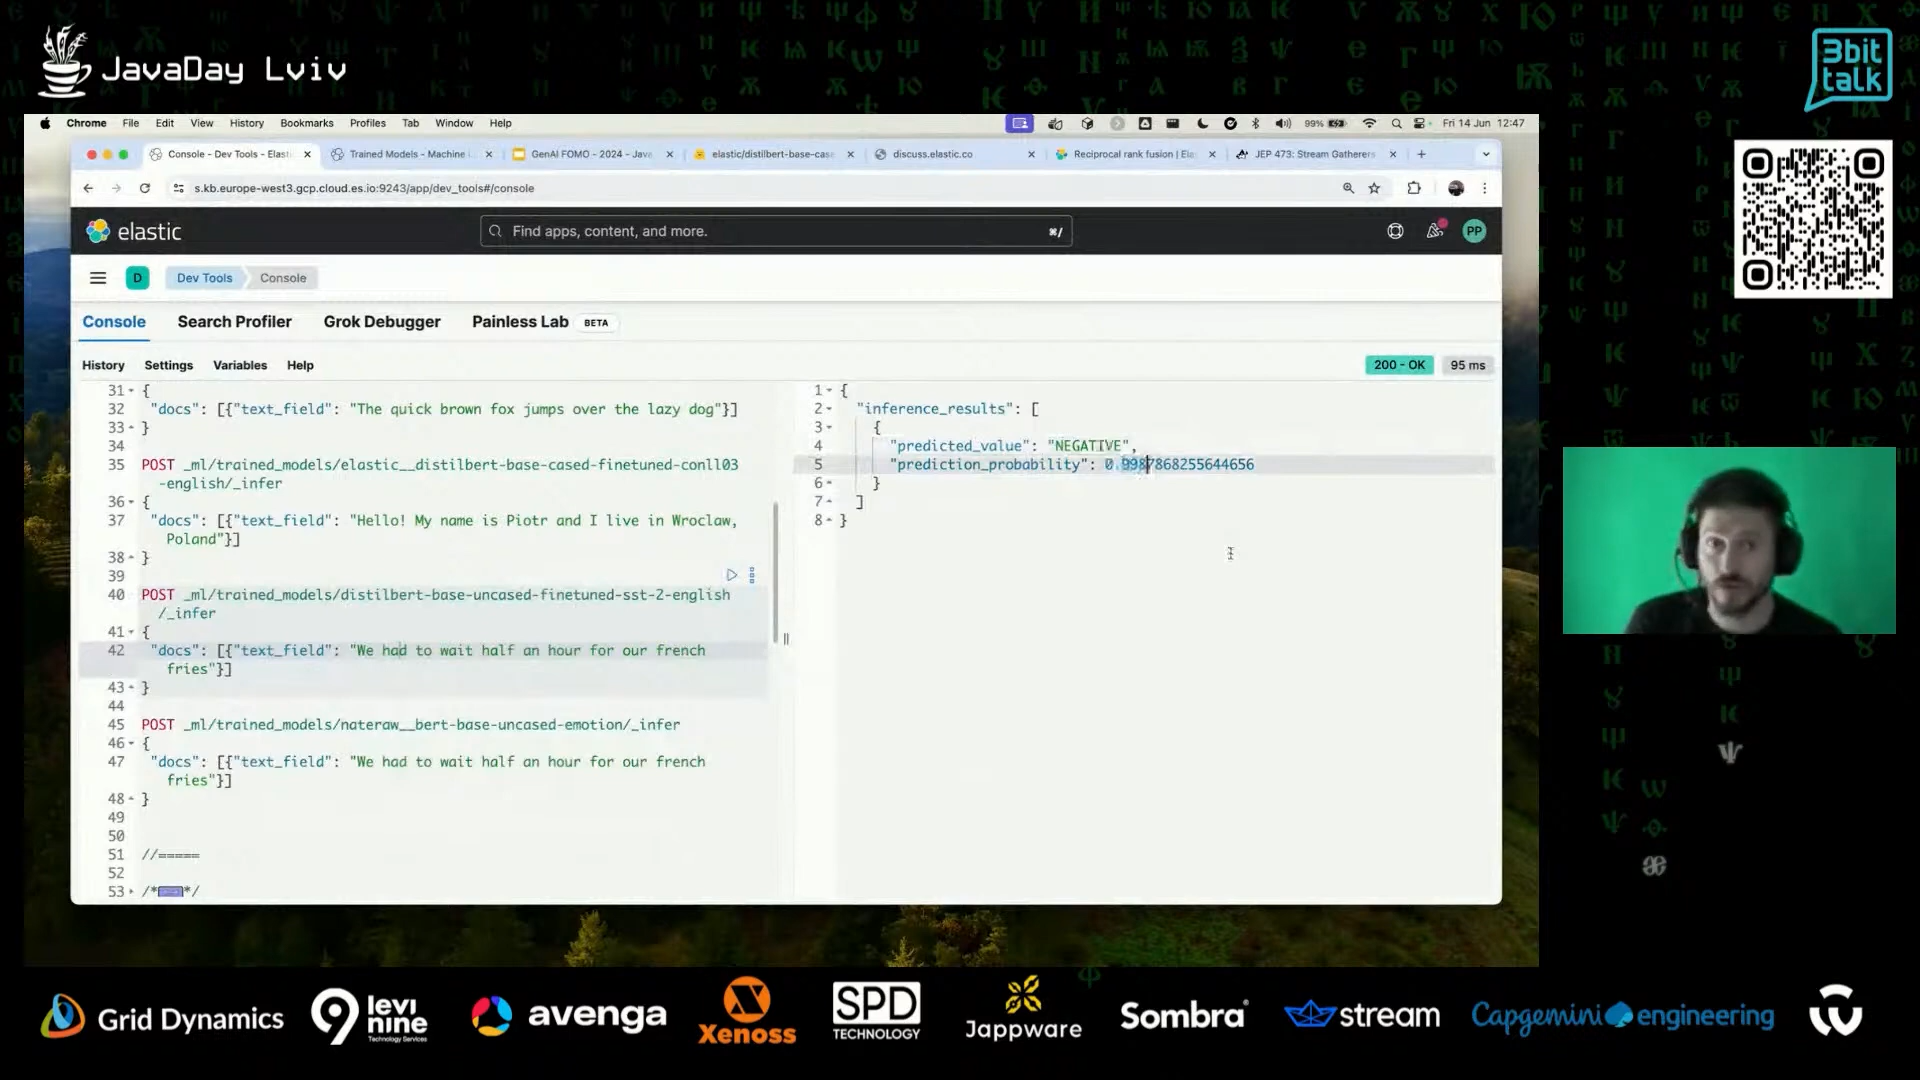 JavaDay Lviv
3bit
talk
Chrome File Edit View History Bookmarks Profiles Tab Window Help
99% Fri 14 Jun 12:47
Console - Dev Tools - Elasti
Trained Models - Machine L
GenAI FOMO - 2024 - Java
elastic/distilbert-base-case
discuss.elastic.co
Reciprocal rank fusion | Ela
JEP 473: Stream Gatherers
s.kb.europe-west3.gcp.cloud.es.io:9243/app/dev_tools#/console
elastic
Find apps, content, and more.
⌘/
PP
D
Dev Tools
Console
Console Search Profiler Grok Debugger Painless Lab BETA
History Settings Variables Help
200 - OK
95 ms
31 {
32 "docs": [{"text_field": "The quick brown fox jumps over the lazy dog"}]
33 }
34
35 POST _ml/trained_models/elastic__distilbert-base-cased-finetuned-conll03
-english/_infer
36 {
37 "docs": [{"text_field": "Hello! My name is Piotr and I live in Wroclaw,
Poland"}]
38 }
39
40 POST _ml/trained_models/distilbert-base-uncased-finetuned-sst-2-english
/_infer
41 {
42 "docs": [{"text_field": "We had to wait half an hour for our french
fries"}]
43 }
44
45 POST _ml/trained_models/nateraw__bert-base-uncased-emotion/_infer
46 {
47 "docs": [{"text_field": "We had to wait half an hour for our french
fries"}]
48 }
49
50
51 //=====
52
53 /* */
1 {
2 "inference_results": [
3 {
4 "predicted_value": "NEGATIVE",
5 "prediction_probability": 0.9987868255644656
6 }
7 ]
8 }
Grid Dynamics
levi
nine
Technology Services
avenga
Xenoss
SPD
TECHNOLOGY
Jappware
Sombra
stream
Capgemini engineering